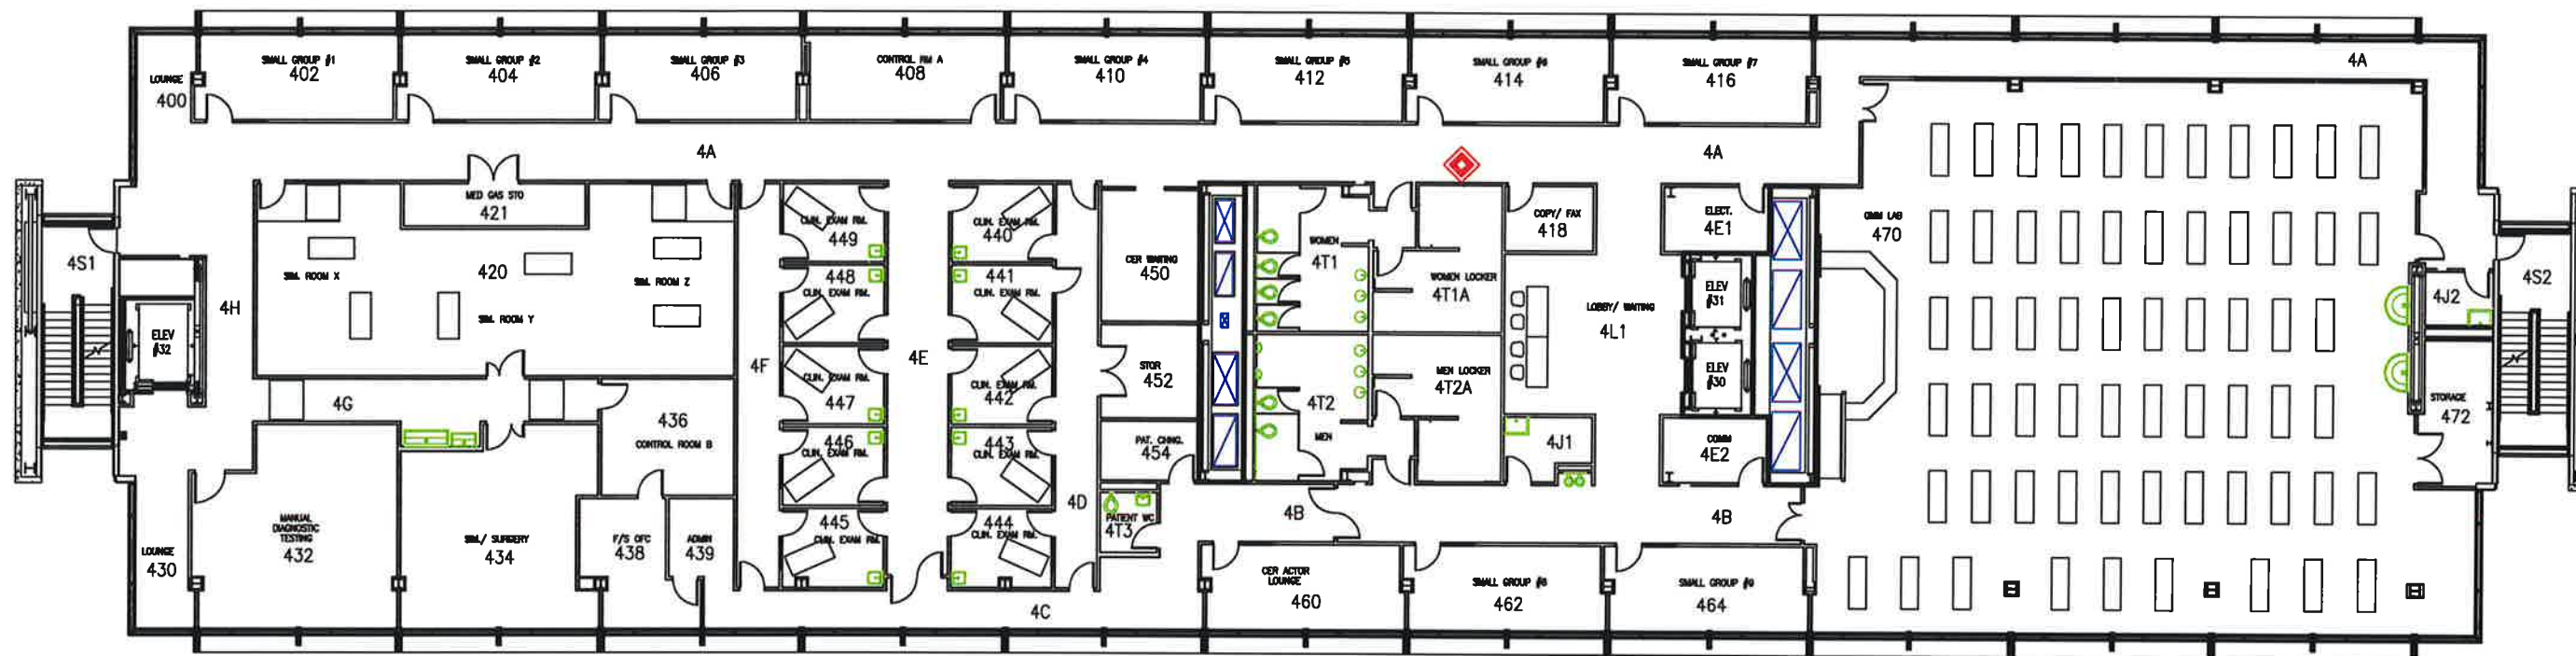 SMALL GROUP #1
402
SMALL GROUP #2
404
SMALL GROUP #3
406
CONTROL RM A
408
SMALL GROUP #4
410
SMALL GROUP #5
412
SMALL GROUP #6
414
SMALL GROUP #7
416
4A
LOUNGE
400
4A
4A
MED GAS STO
421
4S1
ELEV
#32
4H
SIM. ROOM X
420
SIM. ROOM Z
SIM. ROOM Y
4G
4F
CLIN. EXAM RM.
449
448
CLIN. EXAM RM.
CLIN. EXAM RM.
447
446
CLIN. EXAM RM.
445
CLIN. EXAM RM.
4E
CLIN. EXAM RM.
440
441
CLIN. EXAM RM.
CLIN. EXAM RM.
442
443
CLIN. EXAM RM.
444
CLIN. EXAM RM.
4D
CER WAITING
450
STOR
452
PAT. CHNG.
454
PATIENT WC
4T3
WOMEN
4T1
WOMEN LOCKER
4T1A
4T2
MEN
MEN LOCKER
4T2A
COPY/ FAX
418
LOBBY/ WAITING
4L1
4J1
ELECT.
4E1
ELEV
#31
ELEV
#30
COMM
4E2
OMM LAB
470
4S2
4J2
STORAGE
472
436
CONTROL ROOM B
MANUAL
DIAGNOSTIC
TESTING
432
SIM./ SURGERY
434
F/S OFC
438
ADMIN
439
LOUNGE
430
4B
4B
4C
CER ACTOR
LOUNGE
460
SMALL GROUP #8
462
SMALL GROUP #9
464